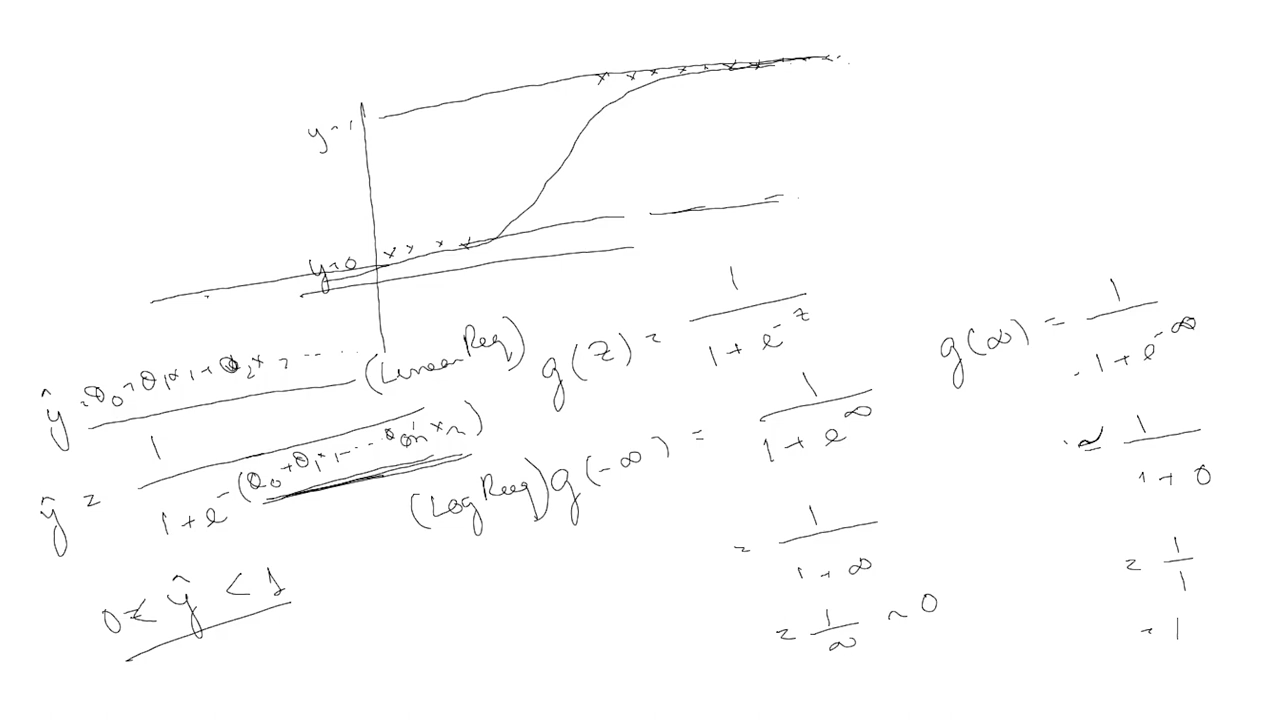 y=1
y=0
ŷ = θ₀+θ₁x₁+θ₂x₂ ...... (Linear Reg)
ŷ = 1 / (1+e^-(θ₀+θ₁x₁....θₙxₙ)) (Log Reg)
0 < ŷ < 1
g(z) = 1 / (1+e^-z)
g(-∞) = 1 / (1+e^∞)
= 1 / (1+∞)
= 1/∞ ~ 0
g(∞) = 1 / (1+e^-∞)
≃ 1 / (1+0)
= 1/1
= 1